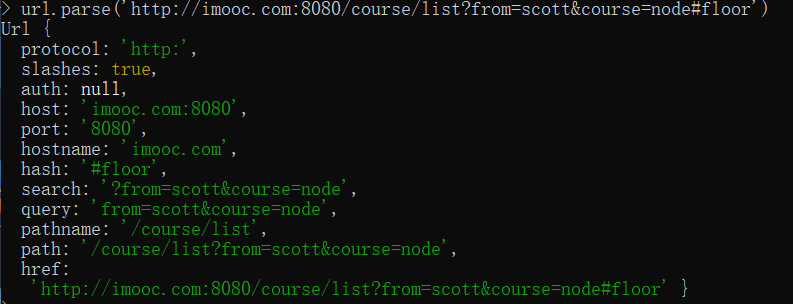 > url.parse('http://imooc.com:8080/course/list?from=scott&course=node#floor')
Url {
  protocol: 'http:',
  slashes: true,
  auth: null,
  host: 'imooc.com:8080',
  port: '8080',
  hostname: 'imooc.com',
  hash: '#floor',
  search: '?from=scott&course=node',
  query: 'from=scott&course=node',
  pathname: '/course/list',
  path: '/course/list?from=scott&course=node',
  href:
   'http://imooc.com:8080/course/list?from=scott&course=node#floor' }